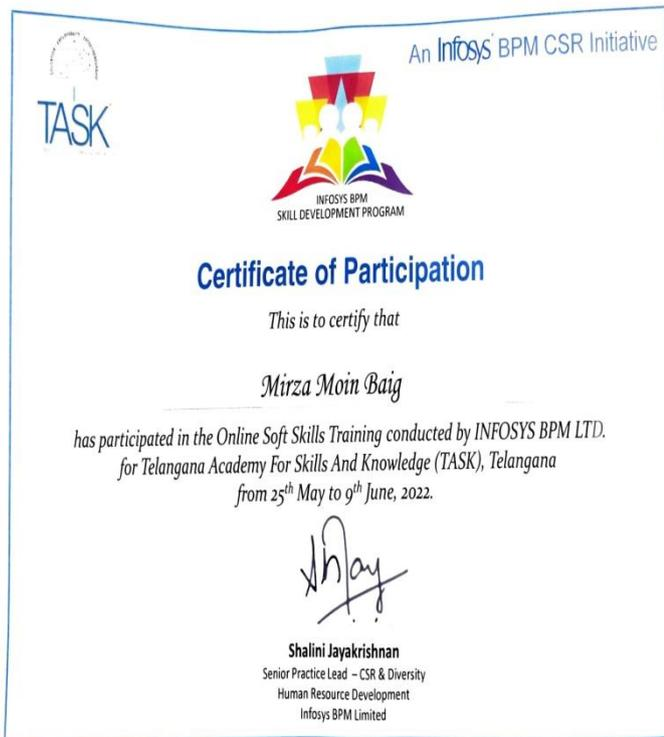 TASK
An Infosys BPM CSR Initiative
INFOSYS BPM
SKILL DEVELOPMENT PROGRAM
Certificate of Participation
This is to certify that
Mirza Moin Baig
has participated in the Online Soft Skills Training conducted by INFOSYS BPM LTD.
for Telangana Academy For Skills And Knowledge (TASK), Telangana
from 25th May to 9th June, 2022.
Shalini Jayakrishnan
Senior Practice Lead – CSR & Diversity
Human Resource Development
Infosys BPM Limited